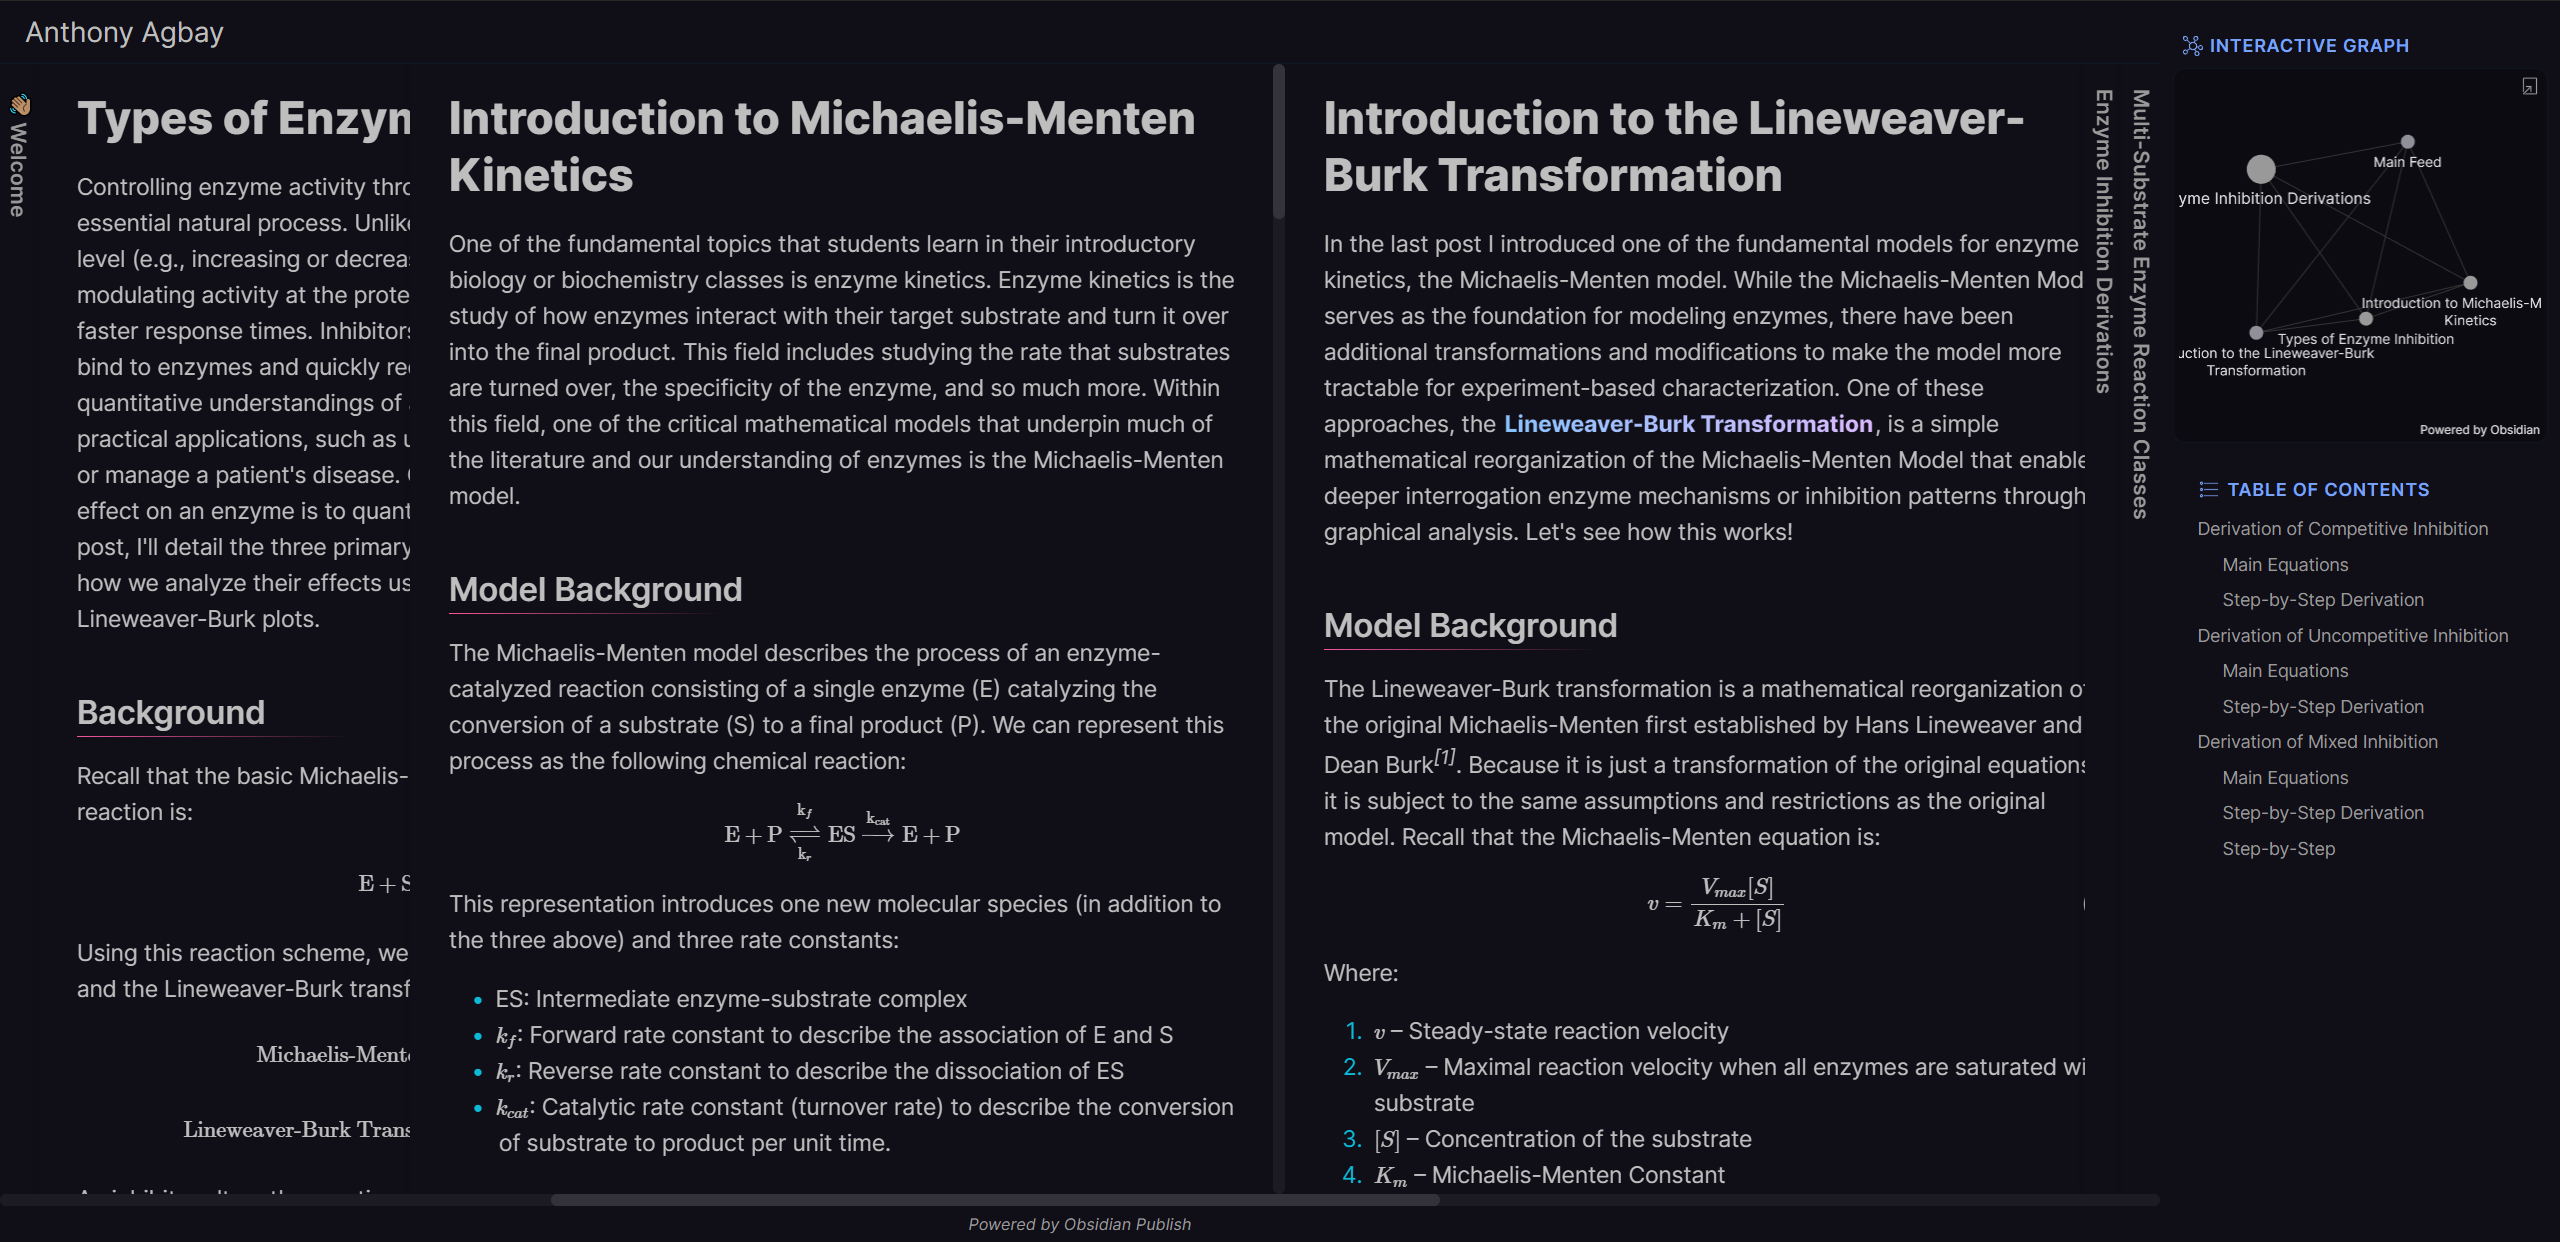 Anthony Agbay
👋🏽 Welcome
Types of Enzym
Controlling enzyme activity thro
essential natural process. Unlike
level (e.g., increasing or decreas
modulating activity at the prote
faster response times. Inhibitors
bind to enzymes and quickly re
quantitative understandings of
practical applications, such as u
or manage a patient's disease.
effect on an enzyme is to quant
post, I'll detail the three primary
how we analyze their effects us
Lineweaver-Burk plots.
Background
Recall that the basic Michaelis-
reaction is:
E + S
Using this reaction scheme, we
and the Lineweaver-Burk transf
Michaelis-Mente
Lineweaver-Burk Trans
Introduction to Michaelis-Menten
Kinetics
One of the fundamental topics that students learn in their introductory
biology or biochemistry classes is enzyme kinetics. Enzyme kinetics is the
study of how enzymes interact with their target substrate and turn it over
into the final product. This field includes studying the rate that substrates
are turned over, the specificity of the enzyme, and so much more. Within
this field, one of the critical mathematical models that underpin much of
the literature and our understanding of enzymes is the Michaelis-Menten
model.
Model Background
The Michaelis-Menten model describes the process of an enzyme-
catalyzed reaction consisting of a single enzyme (E) catalyzing the
conversion of a substrate (S) to a final product (P). We can represent this
process as the following chemical reaction:
E + P ⇌ ES → E + P
k_f
k_r
k_cat
This representation introduces one new molecular species (in addition to
the three above) and three rate constants:
• ES: Intermediate enzyme-substrate complex
• k_f: Forward rate constant to describe the association of E and S
• k_r: Reverse rate constant to describe the dissociation of ES
• k_cat: Catalytic rate constant (turnover rate) to describe the conversion
of substrate to product per unit time.
Introduction to the Lineweaver-
Burk Transformation
In the last post I introduced one of the fundamental models for enzyme
kinetics, the Michaelis-Menten model. While the Michaelis-Menten Mod
serves as the foundation for modeling enzymes, there have been
additional transformations and modifications to make the model more
tractable for experiment-based characterization. One of these
approaches, the Lineweaver-Burk Transformation, is a simple
mathematical reorganization of the Michaelis-Menten Model that enable
deeper interrogation enzyme mechanisms or inhibition patterns through
graphical analysis. Let's see how this works!
Model Background
The Lineweaver-Burk transformation is a mathematical reorganization of
the original Michaelis-Menten first established by Hans Lineweaver and
Dean Burk[1]. Because it is just a transformation of the original equations
it is subject to the same assumptions and restrictions as the original
model. Recall that the Michaelis-Menten equation is:
v = V_max[S] / K_m + [S]
Where:
1. v – Steady-state reaction velocity
2. V_max – Maximal reaction velocity when all enzymes are saturated wi
substrate
3. [S] – Concentration of the substrate
4. K_m – Michaelis-Menten Constant
Enzyme Inhibition Derivations
Multi-Substrate Enzyme Reaction Classes
INTERACTIVE GRAPH
Main Feed
yme Inhibition Derivations
Introduction to Michaelis-M
Kinetics
Types of Enzyme Inhibition
uction to the Lineweaver-Burk
Transformation
Powered by Obsidian
TABLE OF CONTENTS
Derivation of Competitive Inhibition
Main Equations
Step-by-Step Derivation
Derivation of Uncompetitive Inhibition
Main Equations
Step-by-Step Derivation
Derivation of Mixed Inhibition
Main Equations
Step-by-Step Derivation
Step-by-Step
Powered by Obsidian Publish